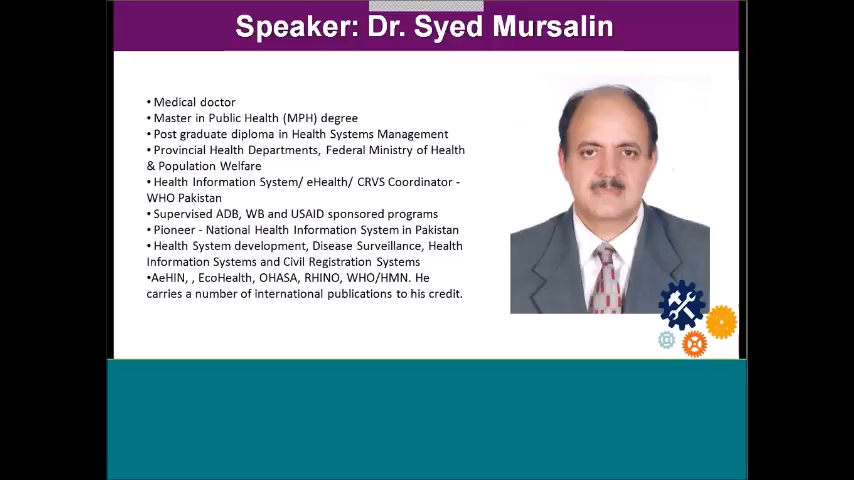 Speaker: Dr. Syed Mursalin
• Medical doctor
• Master in Public Health (MPH) degree
• Post graduate diploma in Health Systems Management
• Provincial Health Departments, Federal Ministry of Health
& Population Welfare
• Health Information System/ eHealth/ CRVS Coordinator -
WHO Pakistan
• Supervised ADB, WB and USAID sponsored programs
• Pioneer - National Health Information System in Pakistan
• Health System development, Disease Surveillance, Health
Information Systems and Civil Registration Systems
•AeHIN, , EcoHealth, OHASA, RHINO, WHO/HMN. He
carries a number of international publications to his credit.